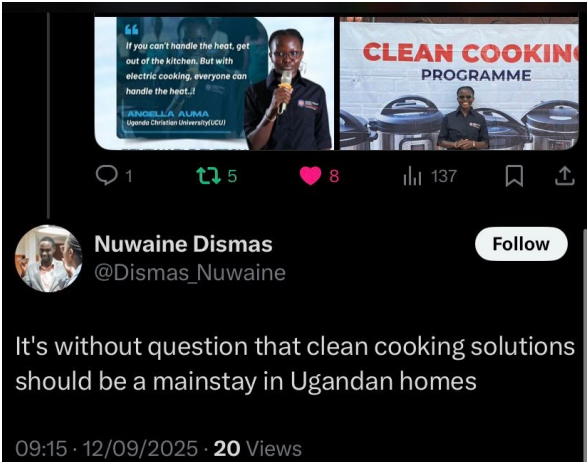 If you can't handle the heat, get
out of the kitchen. But with
electric cooking, everyone can
handle the heat..!
ANGELLA AUMA
Uganda Christian University(UCU)
CLEAN COOKING
PROGRAMME
1
5
8
137
Nuwaine Dismas
@Dismas_Nuwaine
Follow
It's without question that clean cooking solutions
should be a mainstay in Ugandan homes
09:15 · 12/09/2025 · 20 Views